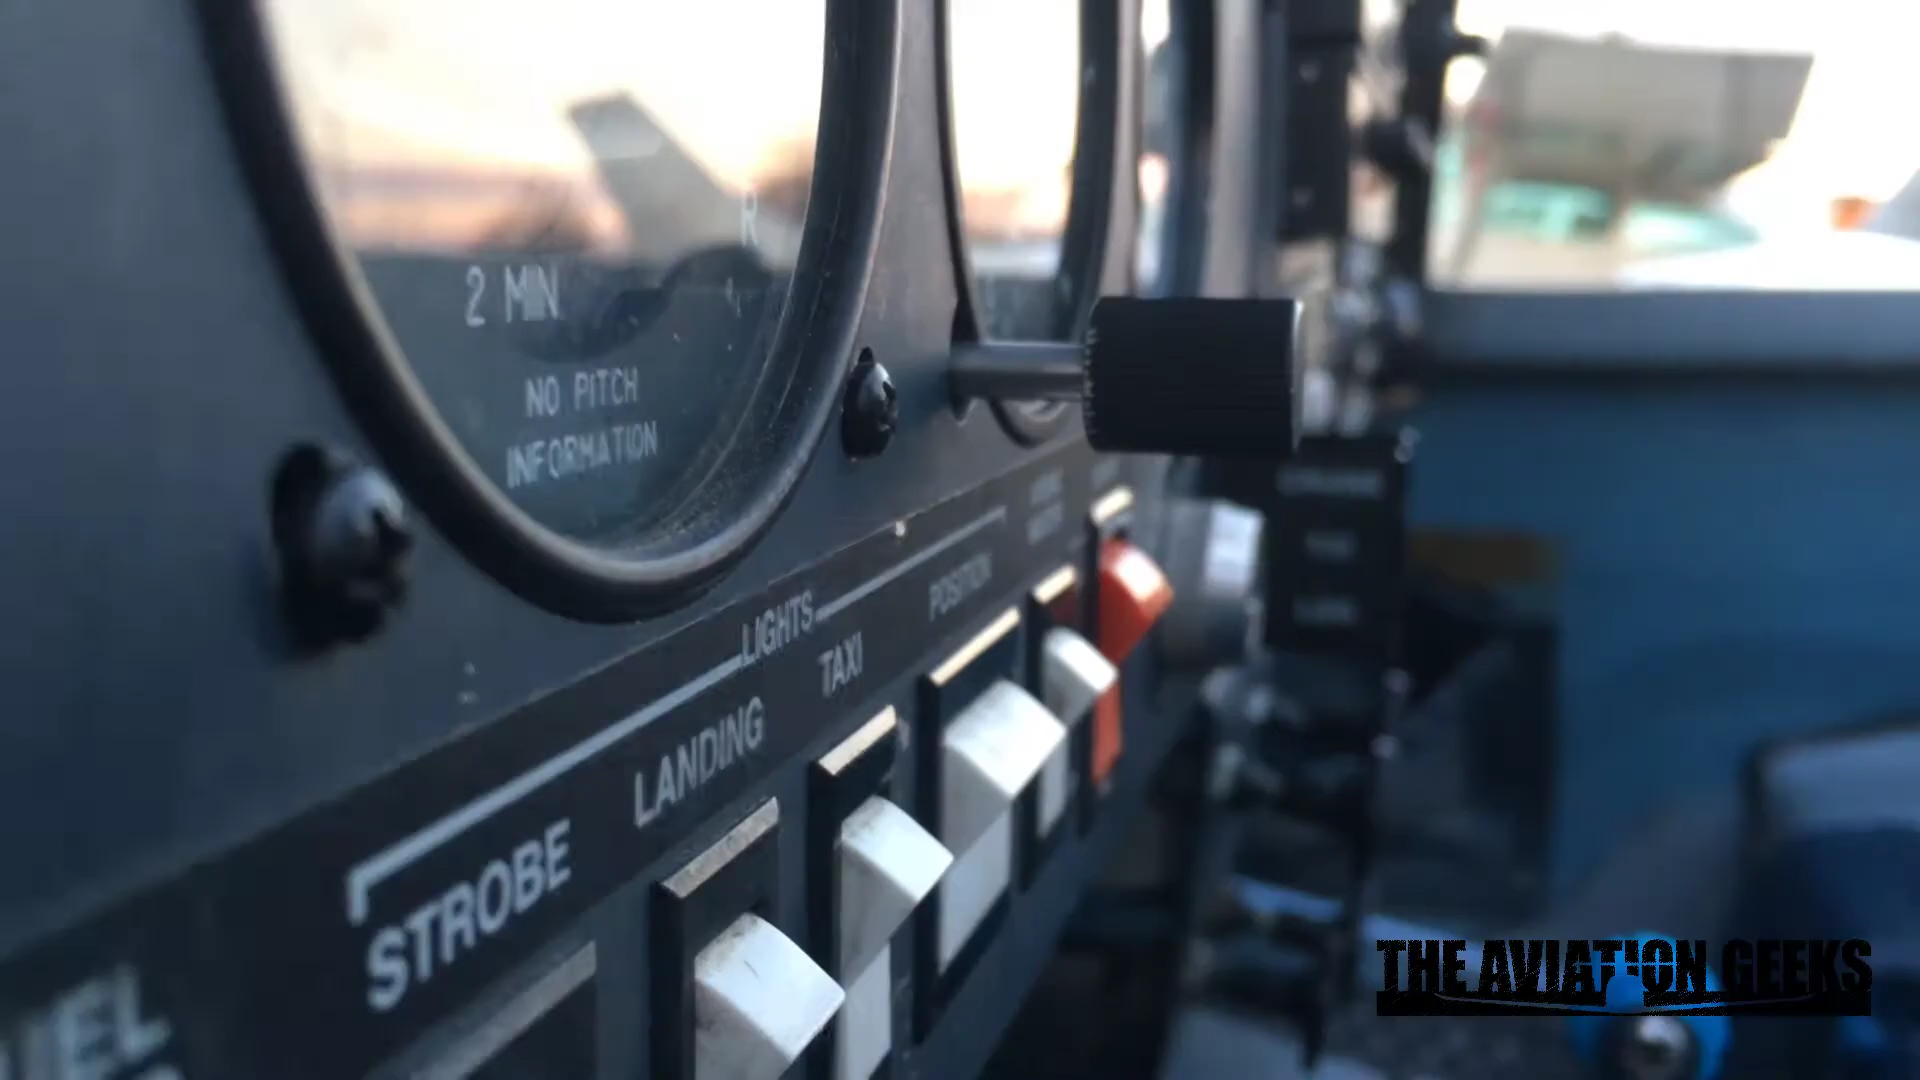 R
2 MIN
NO PITCH
INFORMATION
LIGHTS
STROBE
LANDING
TAXI
POSITION
THE AVIATION GEEKS